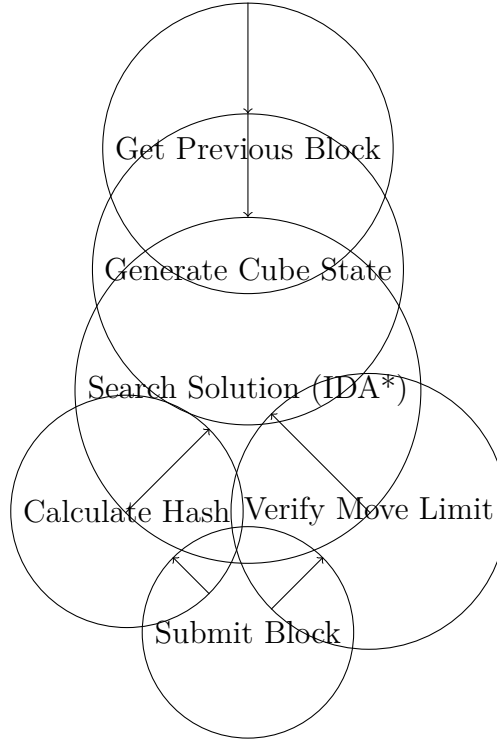 Get Previous Block
Generate Cube State
Search Solution (IDA*)
Calculate Hash
Verify Move Limit
Submit Block